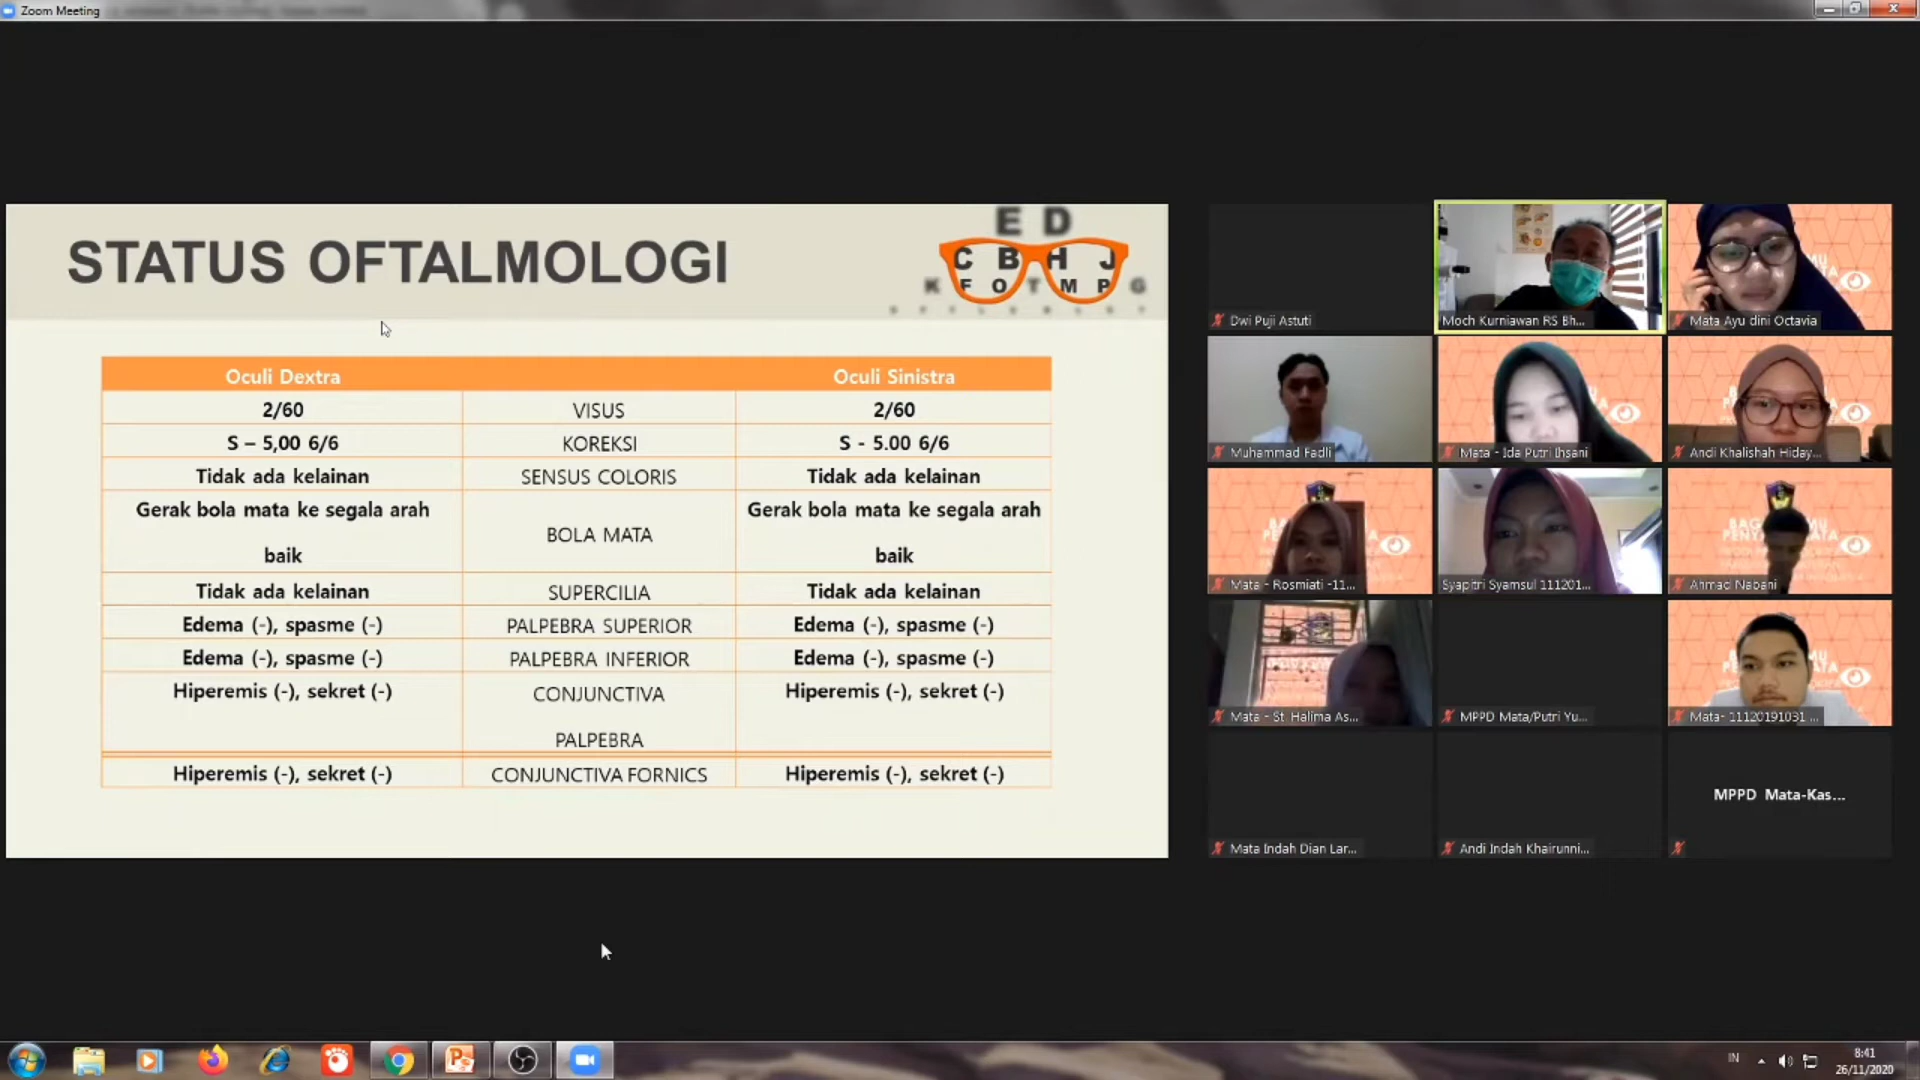 Zoom Meeting
STATUS OFTALMOLOGI
E D
C B H J
K F O T M P G
Oculi Dextra Oculi Sinistra
2/60 VISUS 2/60
S – 5,00 6/6 KOREKSI S - 5.00 6/6
Tidak ada kelainan SENSUS COLORIS Tidak ada kelainan
Gerak bola mata ke segala arah baik BOLA MATA Gerak bola mata ke segala arah baik
Tidak ada kelainan SUPERCILIA Tidak ada kelainan
Edema (-), spasme (-) PALPEBRA SUPERIOR Edema (-), spasme (-)
Edema (-), spasme (-) PALPEBRA INFERIOR Edema (-), spasme (-)
Hiperemis (-), sekret (-) CONJUNCTIVA PALPEBRA Hiperemis (-), sekret (-)
Hiperemis (-), sekret (-) CONJUNCTIVA FORNICS Hiperemis (-), sekret (-)
Dwi Puji Astuti
Moch Kurniawan RS Bh...
Mata Ayu dini Octavia
Muhammad Fadli
Mata - Ida Putri Ihsani
Andi Khalishah Hiday...
Mata - Rosmiati -11...
Syapitri Syamsul 111201...
Ahmad Nabani
Mata - St Halima As...
MPPD Mata/Putri Yu...
Mata- 11120191031 ...
Mata Indah Dian Lar...
Andi Indah Khairunni...
MPPD Mata-Kas...
IN
8:41
26/11/2020